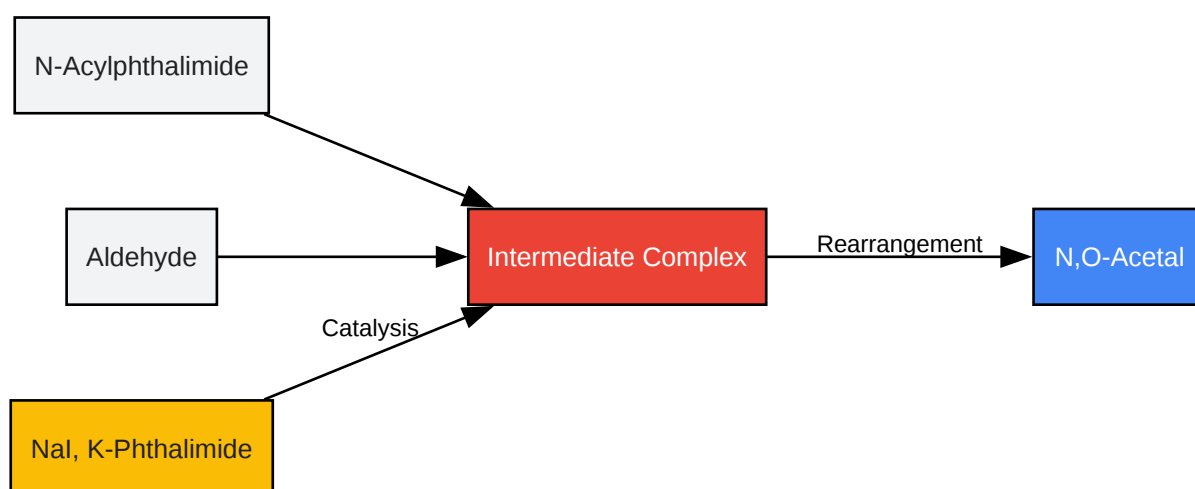 N-Acylphthalimide
Aldehyde
Intermediate Complex
Rearrangement
N,O-Acetal
Catalysis
NaI, K-Phthalimide